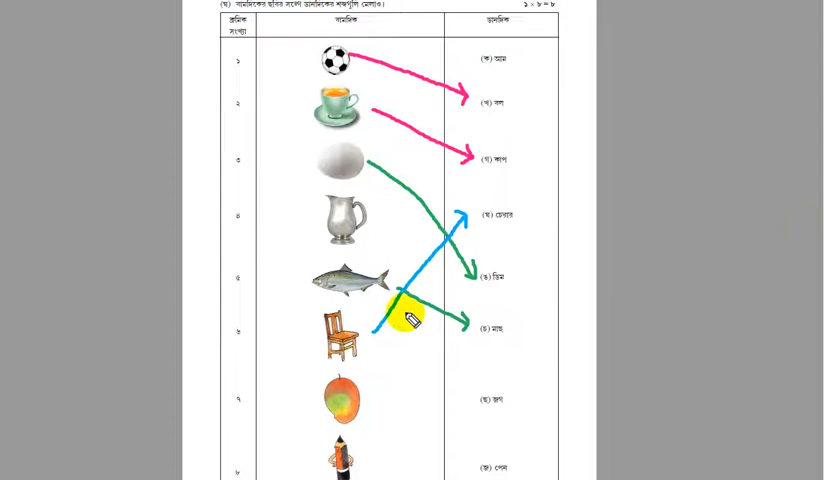 (ঘ) বামদিকের ছবির সঙ্গে ডানদিকের শব্দগুলি মেলাও। ১ × ৮ = ৮
ক্রমিক সংখ্যা বামদিক ডানদিক
১ (ক) আম
২ (খ) বল
৩ (গ) কাপ
৪ (ঘ) চেয়ার
৫ (ঙ) ডিম
৬ (চ) মাছ
৭ (ছ) জগ
৮ (জ) পেন